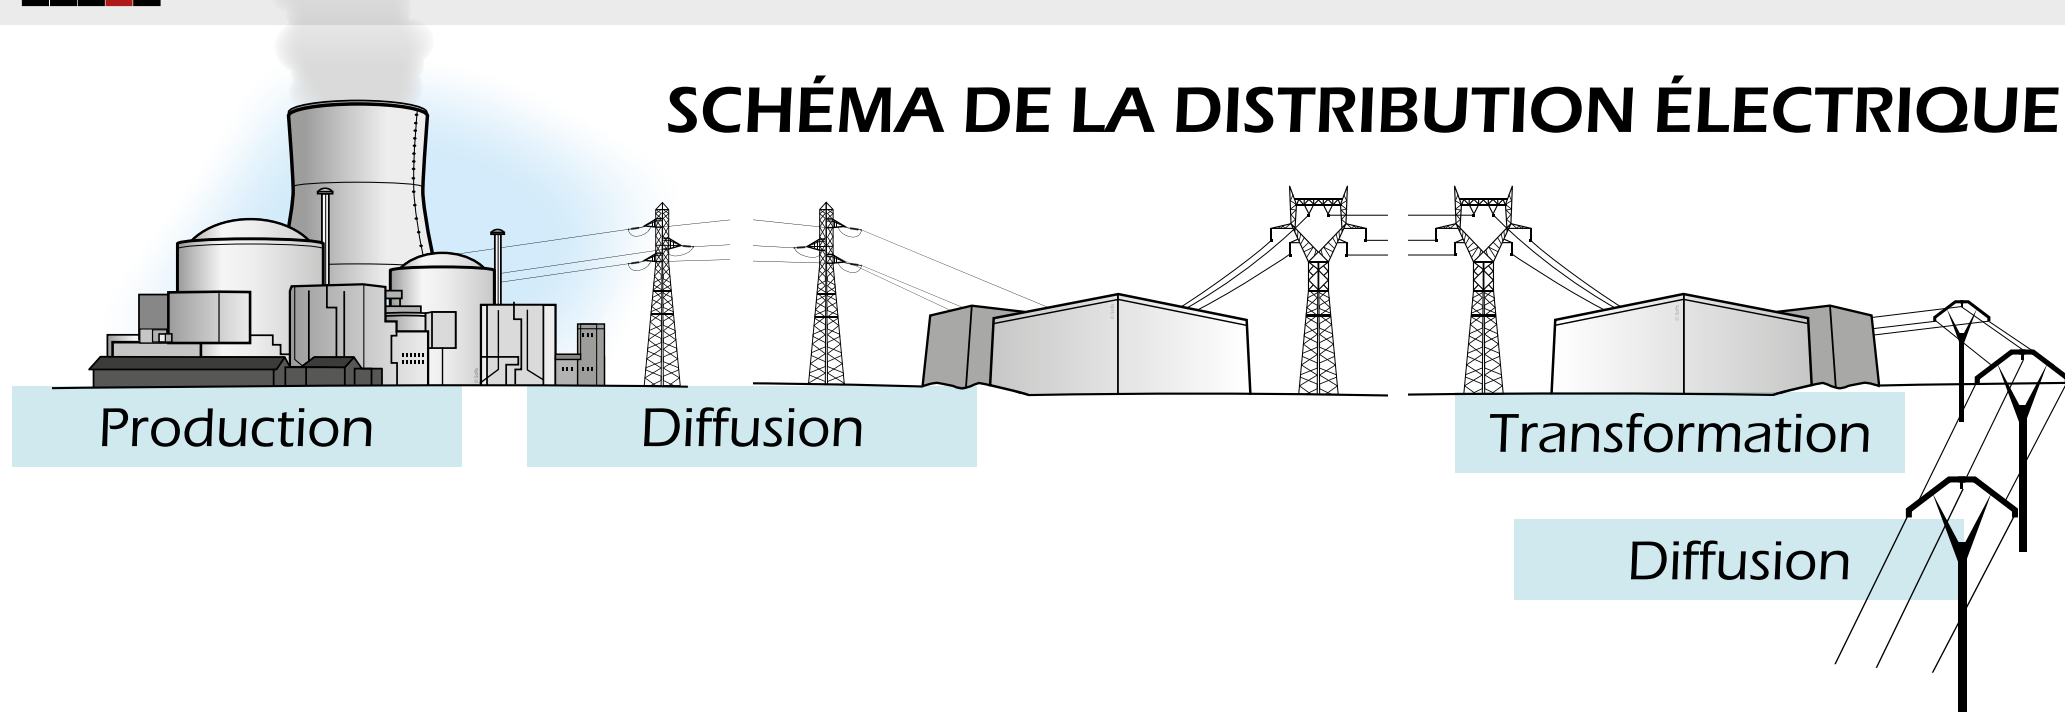 SCHÉMA DE LA DISTRIBUTION ÉLECTRIQUE
Production
Diffusion
Transformation
Diffusion